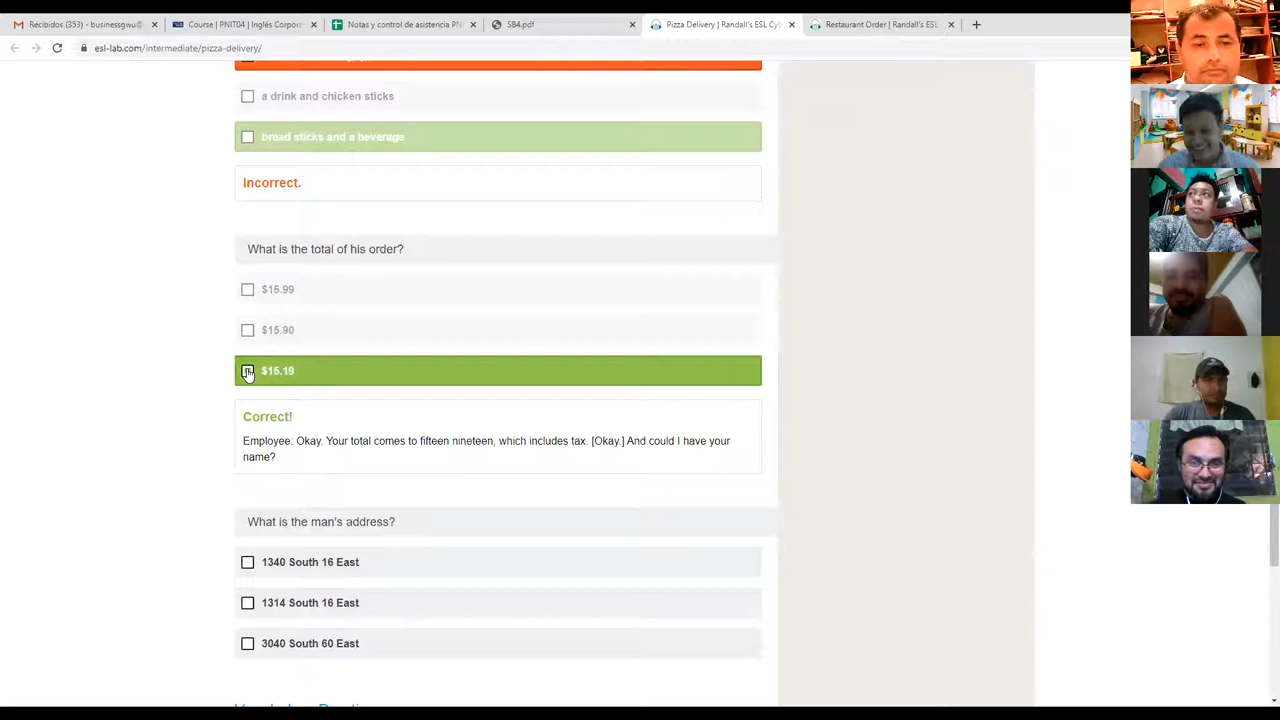 Recibidos (353) - businessgwu@
Course | PNIT04 | Inglés Corpor
Notas y control de asistencia PN
SB4.pdf
Pizza Delivery | Randall's ESL Cyb
Restaurant Order | Randall's ESL
esl-lab.com/intermediate/pizza-delivery/
a drink and chicken sticks
bread sticks and a beverage
Incorrect.
What is the total of his order?
$15.99
$15.90
$15.19
Correct!
Employee: Okay. Your total comes to fifteen nineteen, which includes tax. [Okay.] And could I have your
name?
What is the man's address?
1340 South 16 East
1314 South 16 East
3040 South 60 East